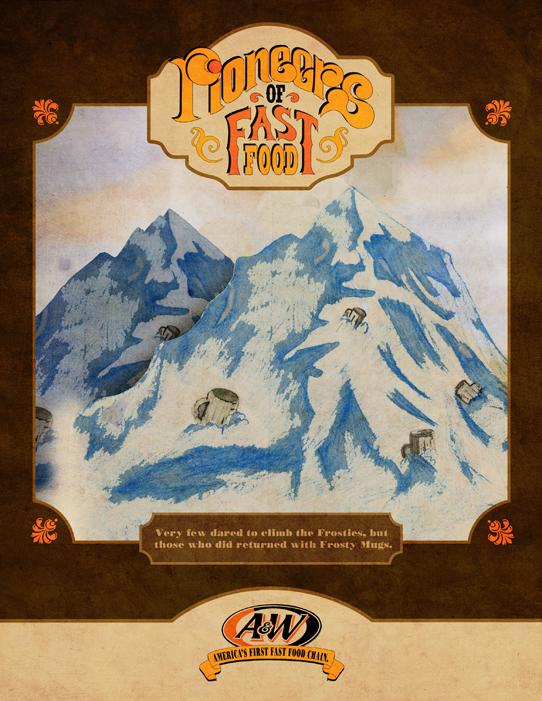 Pioneers
OF
FAST
FOOD
Very few dared to climb the Frosties, but
those who did returned with Frosty Mugs.
A&W
AMERICA'S FIRST FAST FOOD CHAIN.